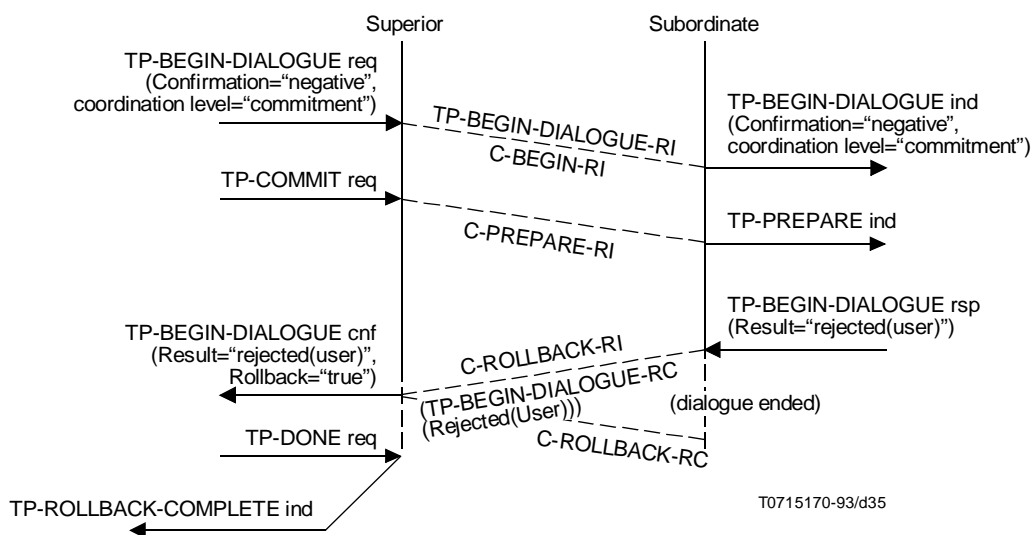 Superior
Subordinate
TP-BEGIN-DIALOGUE req
(Confirmation=“negative”,
coordination level=“commitment”)
TP-BEGIN-DIALOGUE-RI
C-BEGIN-RI
TP-BEGIN-DIALOGUE ind
(Confirmation=“negative”,
coordination level=“commitment”)
TP-COMMIT req
C-PREPARE-RI
TP-PREPARE ind
TP-BEGIN-DIALOGUE rsp
(Result=“rejected(user)”)
TP-BEGIN-DIALOGUE cnf
(Result=“rejected(user)”,
Rollback=“true”)
C-ROLLBACK-RI
(TP-BEGIN-DIALOGUE-RC
(Rejected(User)))
(dialogue ended)
C-ROLLBACK-RC
TP-DONE req
TP-ROLLBACK-COMPLETE ind
T0715170-93/d35